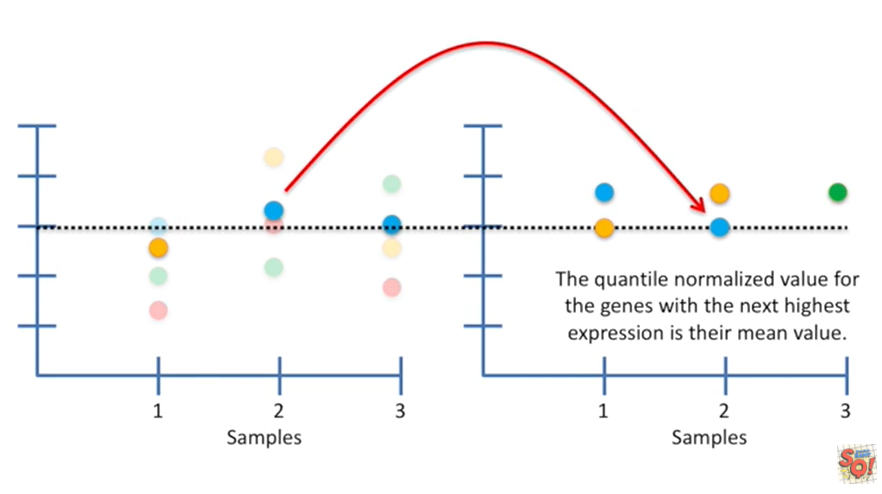 The quantile normalized value for
the genes with the next highest
expression is their mean value.
1 2 3
Samples
1 2 3
Samples
SQ!